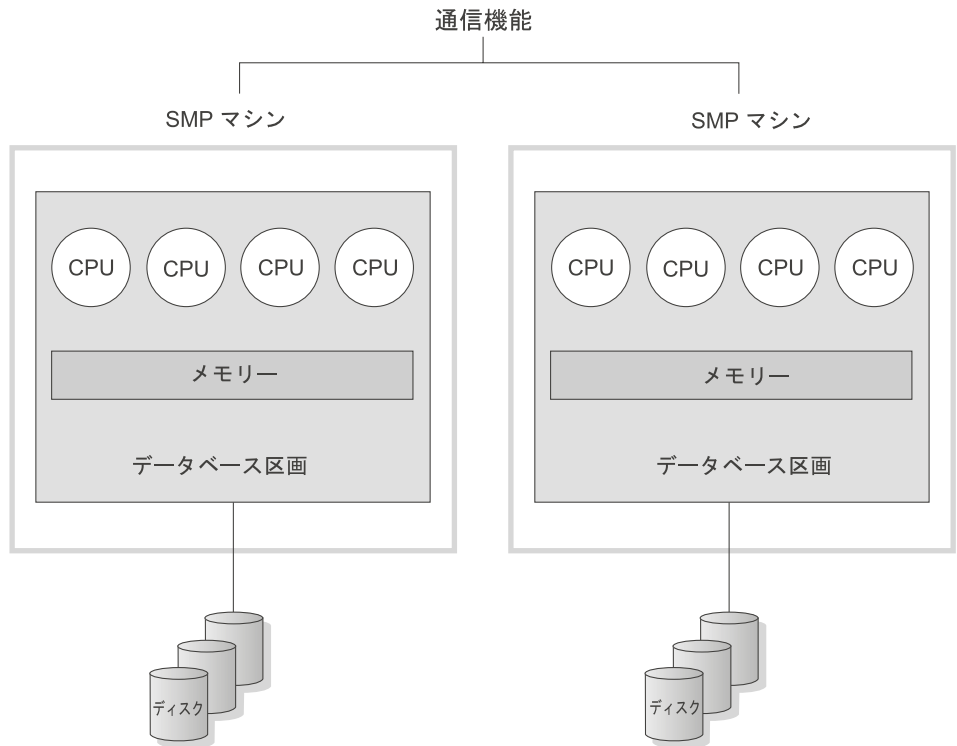 通信機能
SMP マシン
SMP マシン
CPU CPU CPU CPU
CPU CPU CPU CPU
メモリー
メモリー
データベース区画
データベース区画
ディスク
ディスク